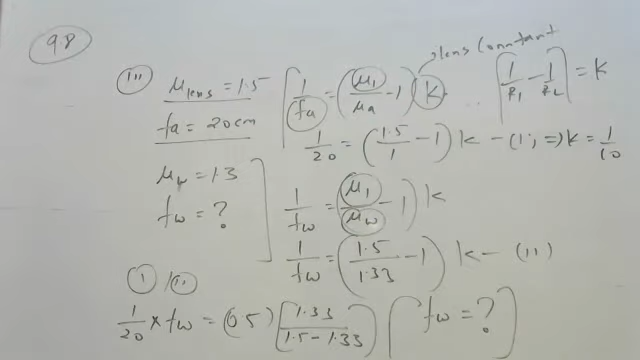 98
lens Constant
(iii) μlens = 1.5
1/fa = (μl/μa - 1) k
[1/R1 - 1/R2] = K
fa = 20cm
1/20 = (1.5/1 - 1) k - (i) => k = 1/10
μw = 1.3
fw = ?
1/fw = (μl/μw - 1) k
1/fw = (1.5/1.33 - 1) k - (ii)
(i) / (ii)
1/20 × fw = (0.5) [1.33/1.5 - 1.33] [fw = ?]